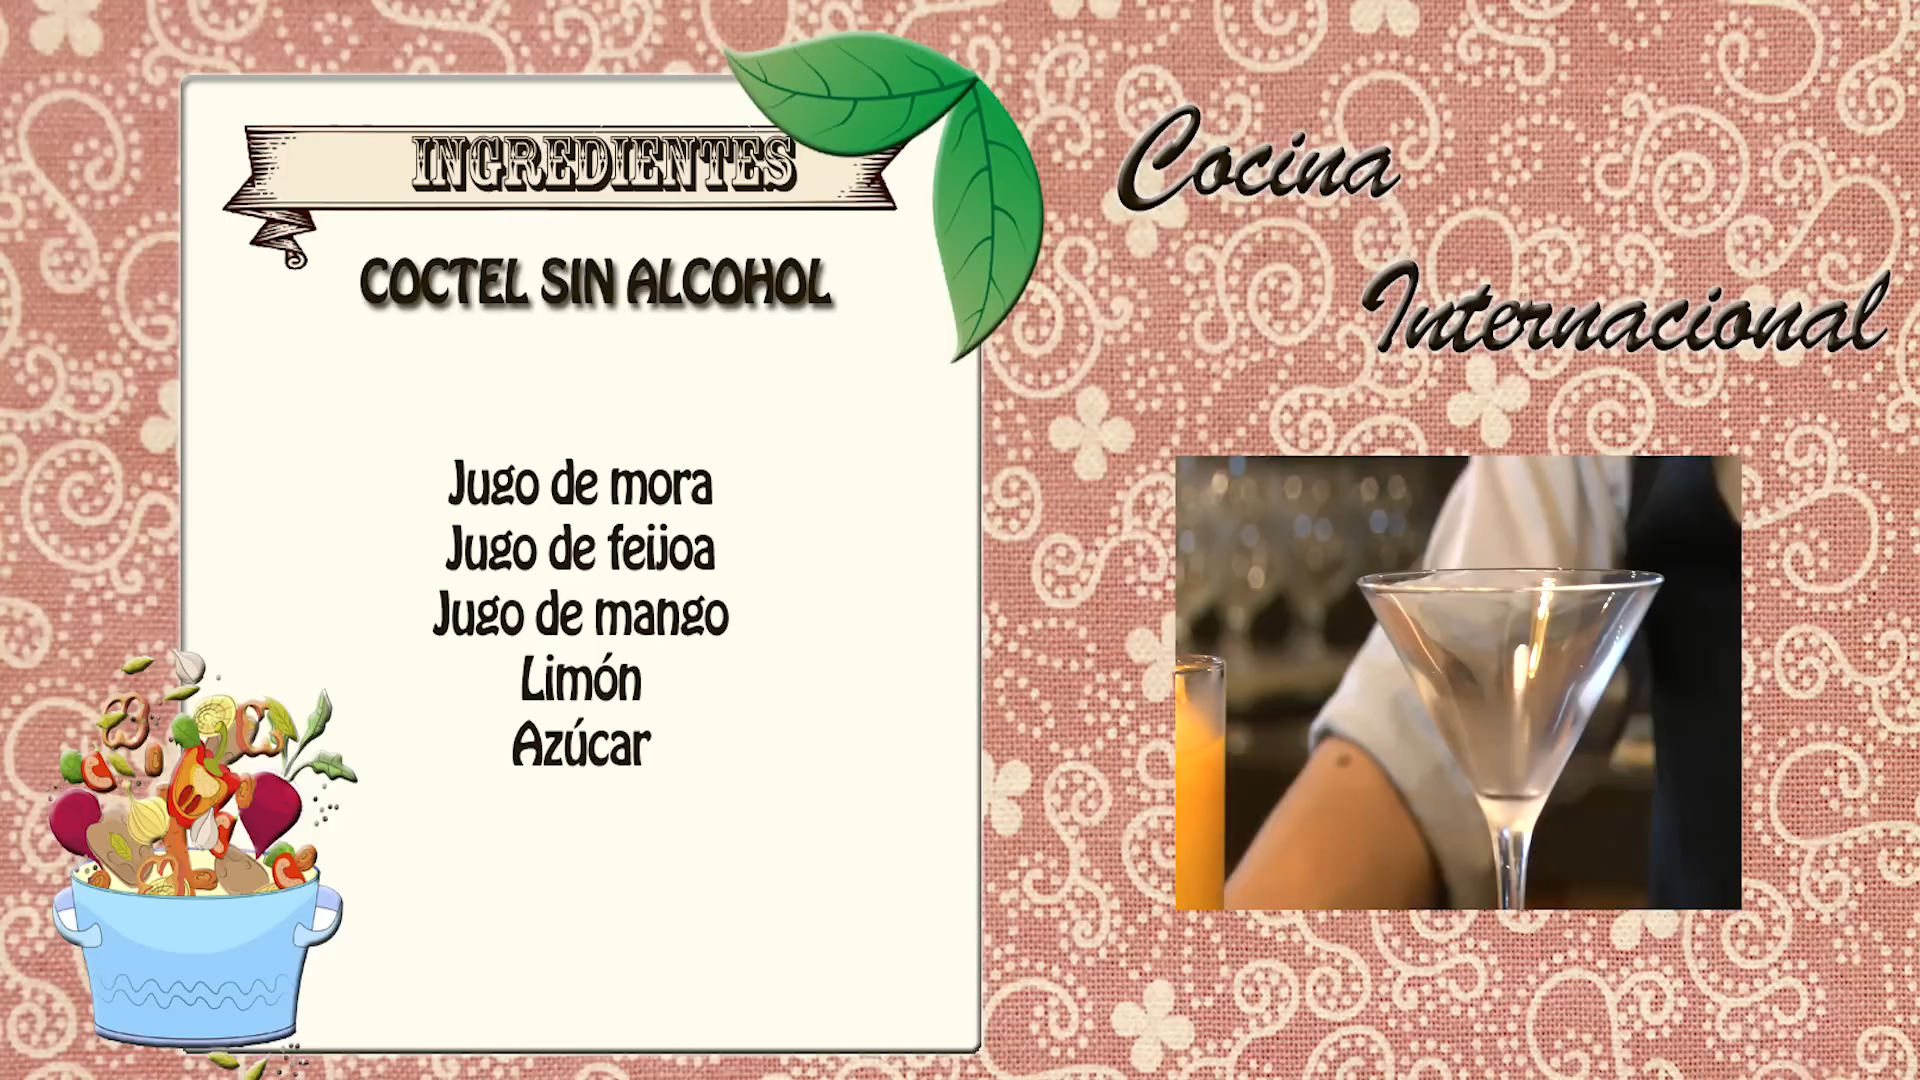 INGREDIENTES
COCTEL SIN ALCOHOL
Jugo de mora
Jugo de feijoa
Jugo de mango
Limón
Azúcar
Cocina
Internacional